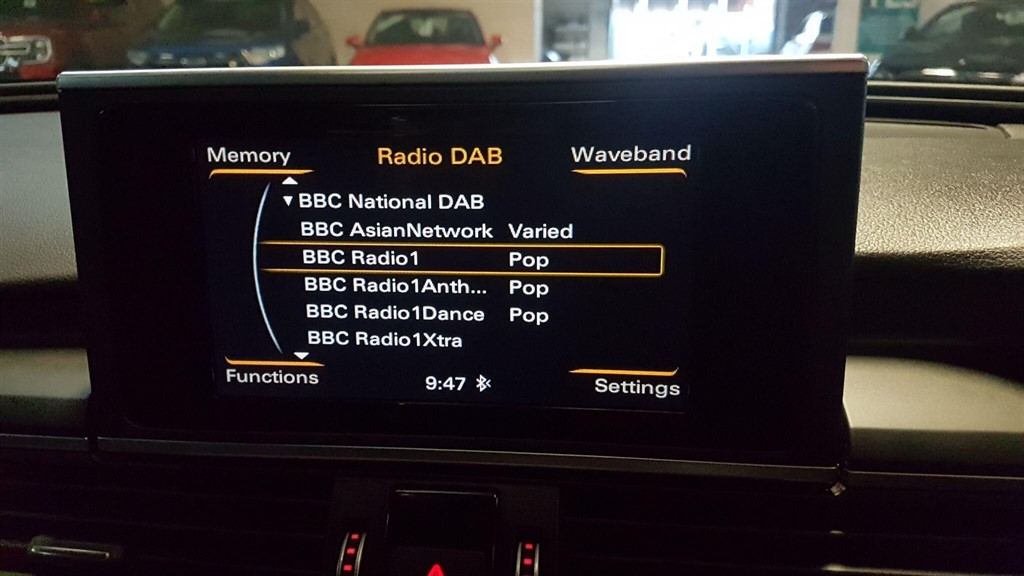 Memory Radio DAB Waveband
BBC National DAB
BBC AsianNetwork Varied
BBC Radio1 Pop
BBC Radio1Anth... Pop
BBC Radio1Dance Pop
BBC Radio1Xtra
Functions 9:47 Settings